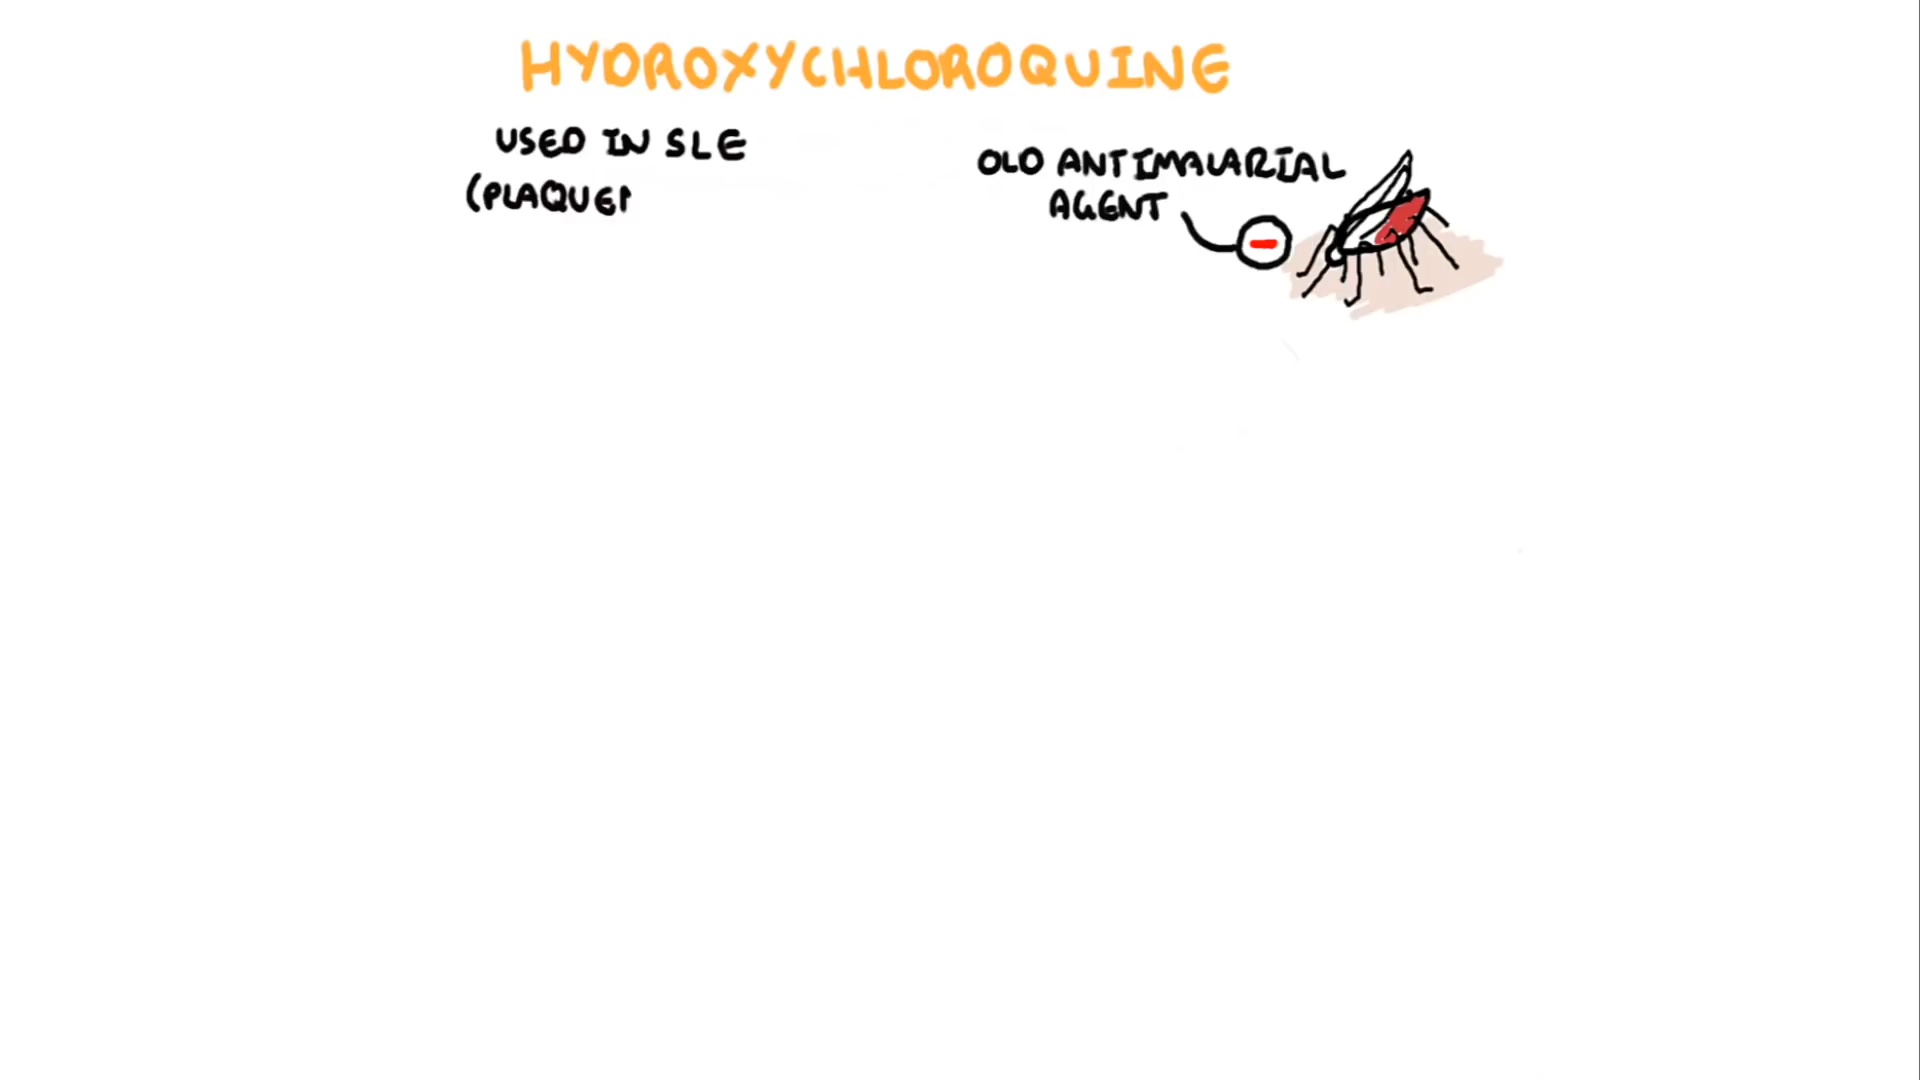 HYDROXYCHLOROQUINE
USED IN SLE
(PLAQUE
OLD ANTIMALARIAL
AGENT